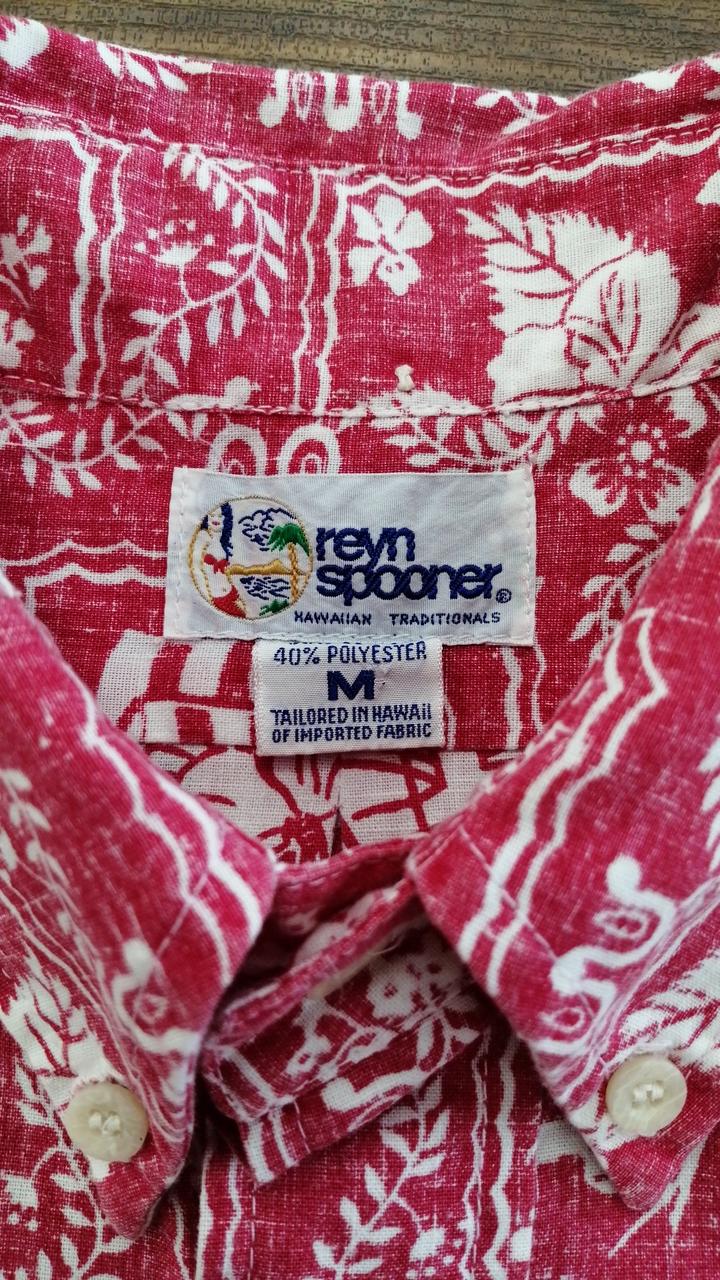 reyn
spooner®
HAWAIIAN TRADITIONALS
40% POLYESTER
M
TAILORED IN HAWAII
OF IMPORTED FABRIC